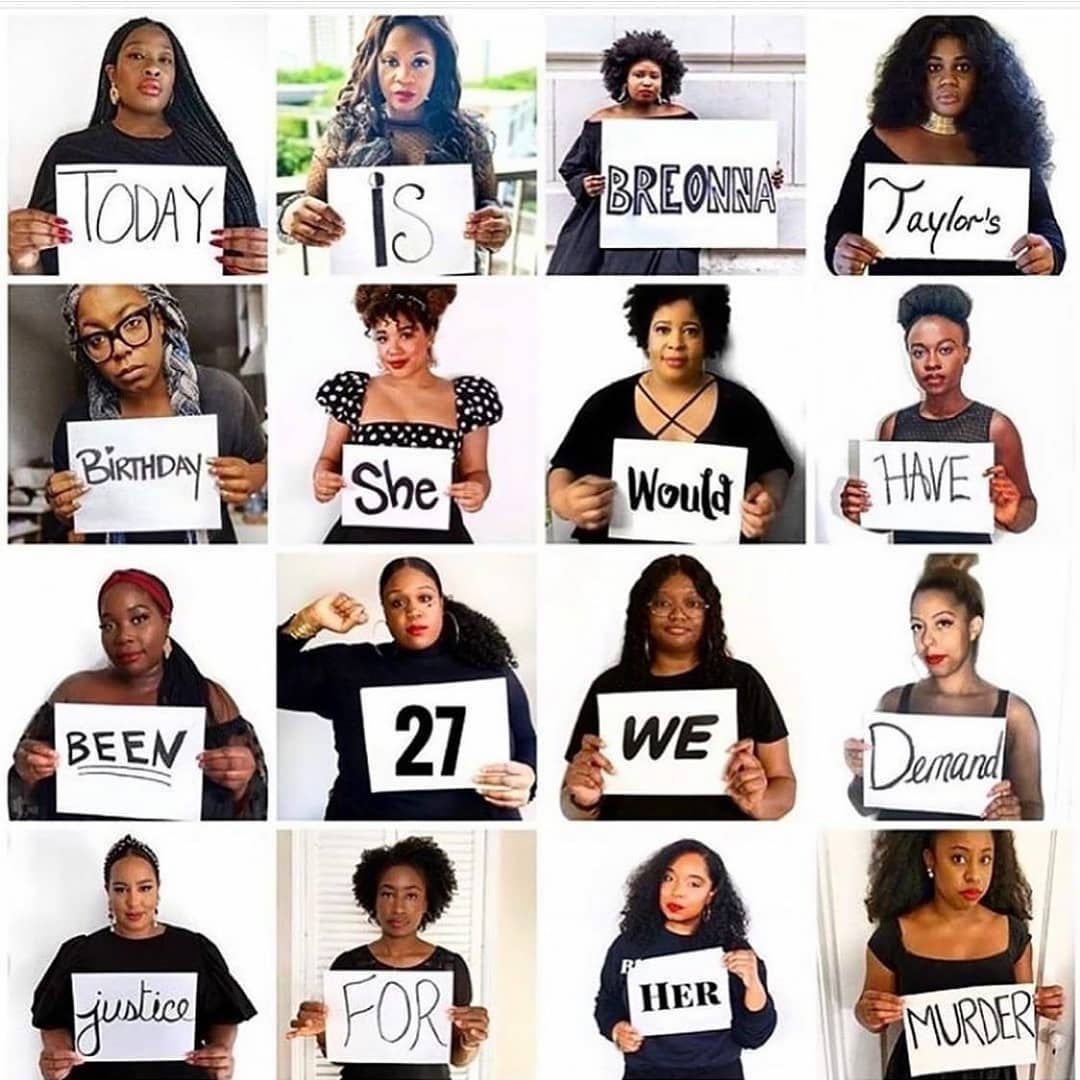 TODAY
iS
BREONNA
Taylor's
BiRTHDAY
She
Would
HAVE
BEEN
27
WE
Demand
justice
FOR
HER
MURDER